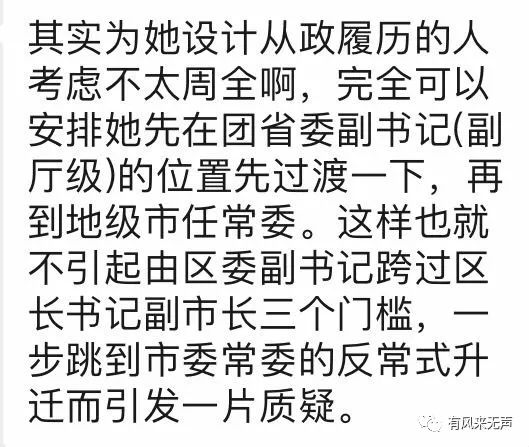 其实为她设计从政履历的人
考虑不太周全啊，完全可以
安排她先在团省委副书记(副
厅级)的位置先过渡一下，再
到地级市任常委。这样也就
不引起由区委副书记跨过区
长书记副市长三个门槛，一
步跳到市委常委的反常式升
迁而引发一片质疑。
有风来无声